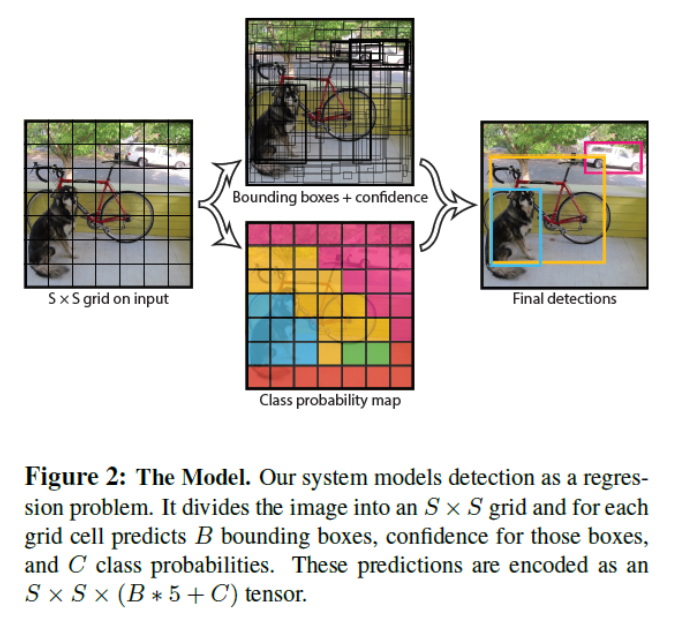 Bounding boxes + confidence
S × S grid on input
Final detections
Class probability map
Figure 2: The Model. Our system models detection as a regres-
sion problem. It divides the image into an S × S grid and for each
grid cell predicts B bounding boxes, confidence for those boxes,
and C class probabilities. These predictions are encoded as an
S × S × (B ∗ 5 + C) tensor.